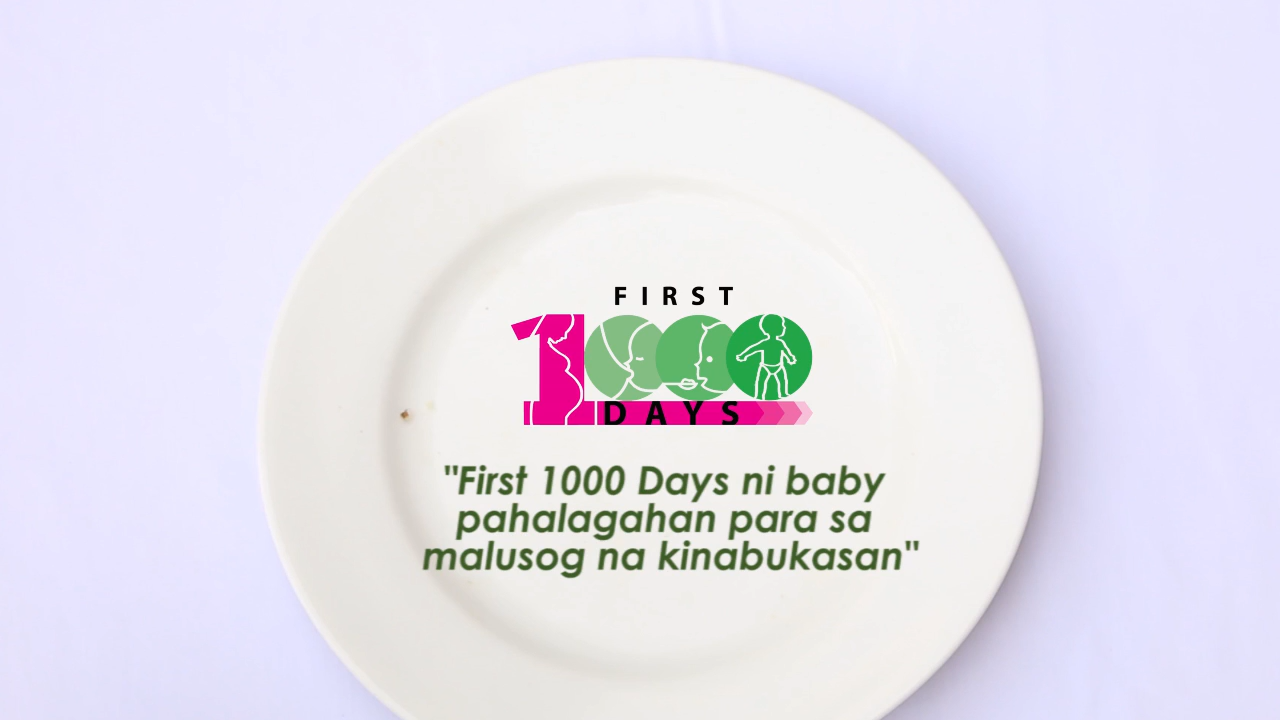 FIRST
1000
DAYS
"First 1000 Days ni baby
pahalagahan para sa
malusog na kinabukasan"